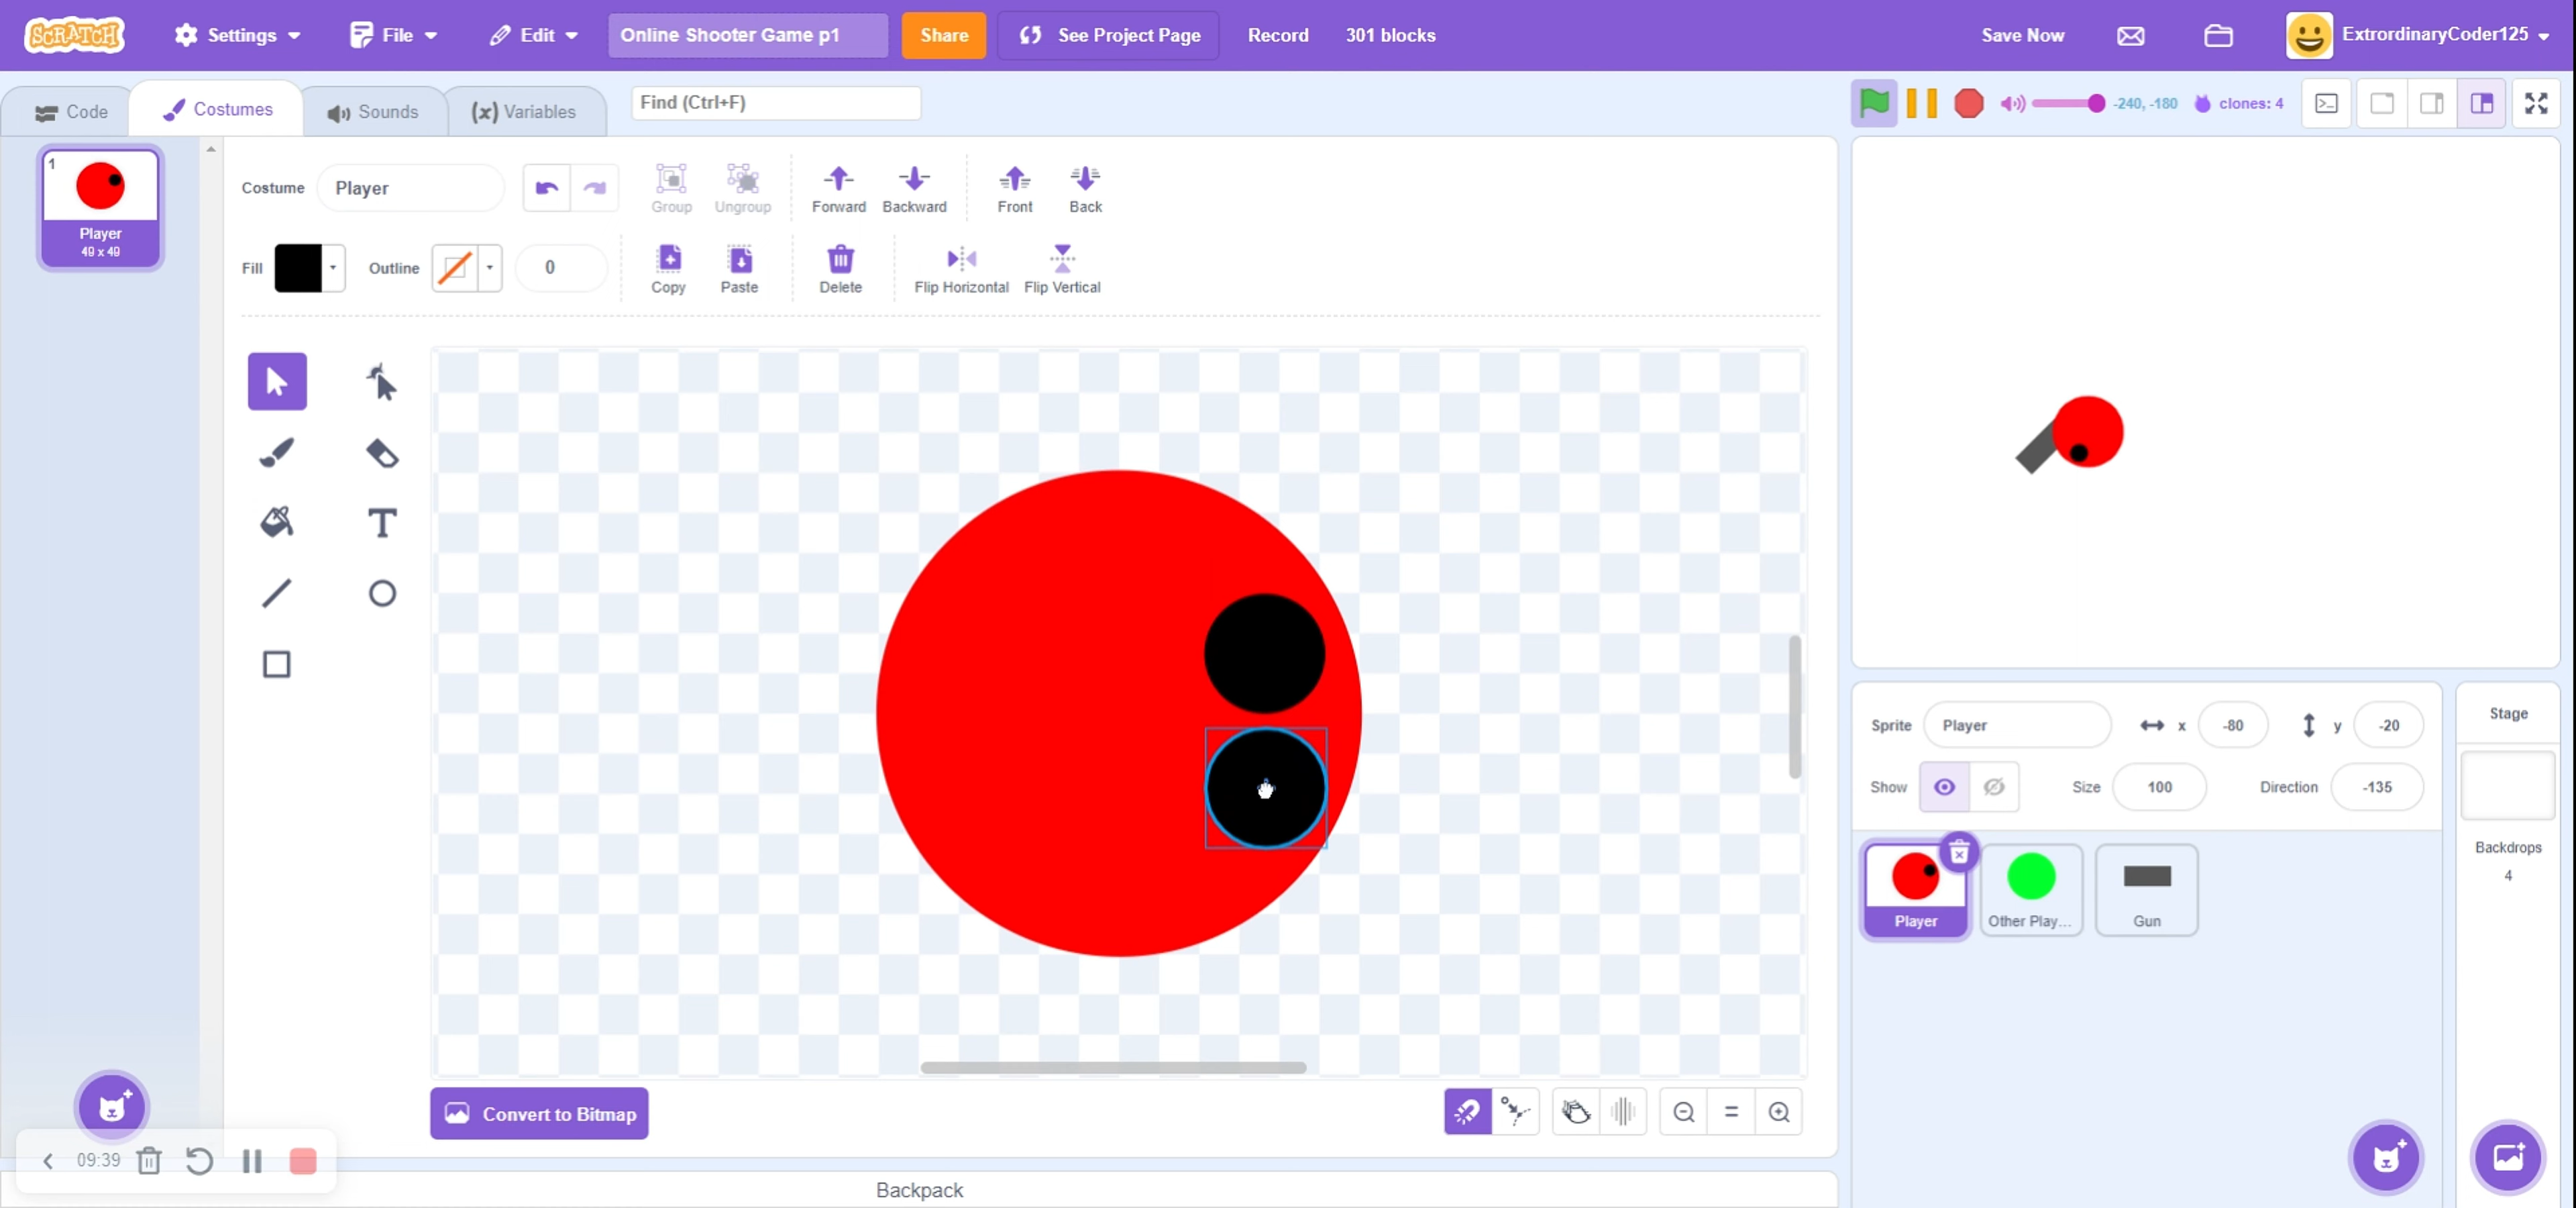 SCRATCH Settings File Edit Online Shooter Game p1 Share See Project Page Record 301 blocks Save Now ExtrordinaryCoder125
Code Costumes Sounds (x) Variables Find (Ctrl+F) -240, -180 clones: 4
1
Player
49 x 49
Costume Player Group Ungroup Forward Backward Front Back
Fill Outline 0 Copy Paste Delete Flip Horizontal Flip Vertical
T
Sprite Player x -80 y -20
Show Size 100 Direction -135
Stage
Backdrops
4
Player Other Play... Gun
Convert to Bitmap
=
09:39
Backpack